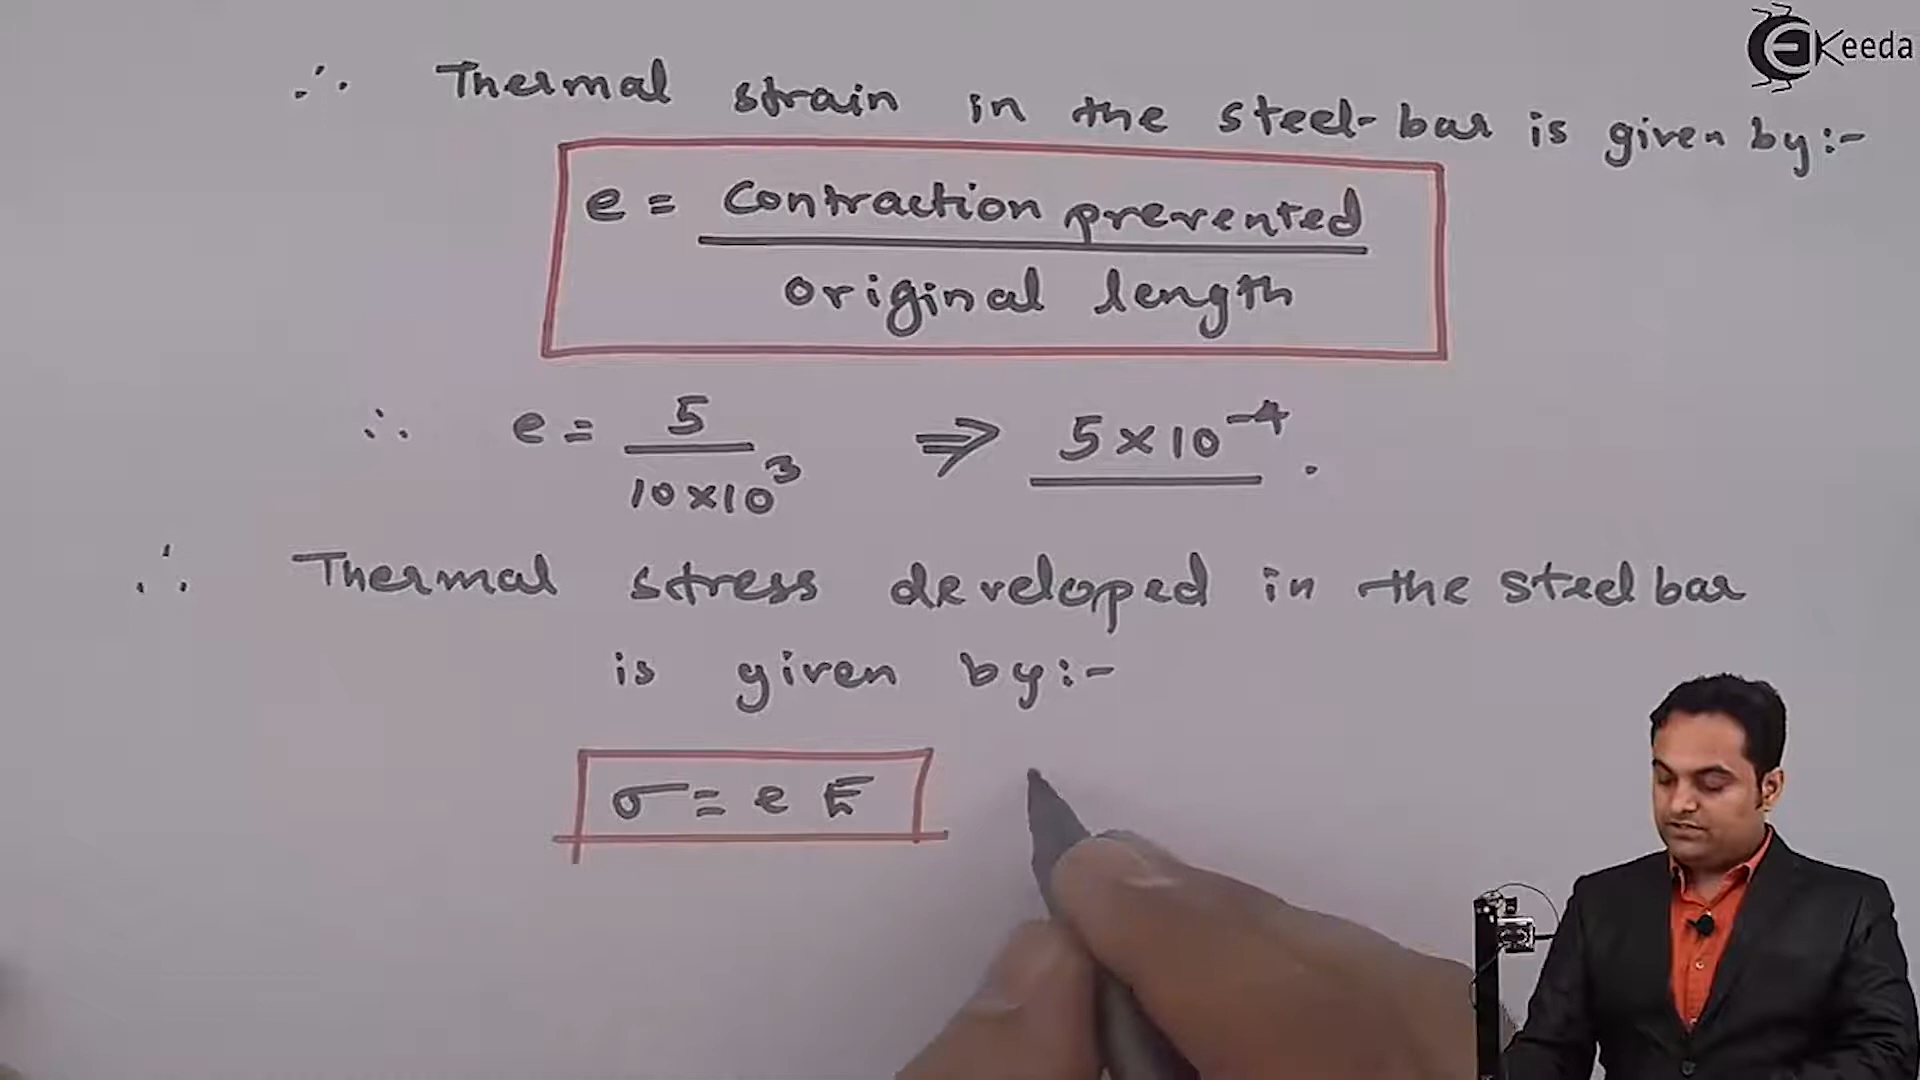 Ekeeda
∴ Thermal strain in the steel-bar is given by:-
e = contraction prevented
original length
∴ e = 5 / 10×10³ ⇒ 5×10⁻⁴.
∴ Thermal stress developed in the steel bar
is given by:-
σ = e E